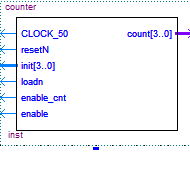 counter
CLOCK_50 count[3..0]
resetN
init[3..0]
loadn
enable_cnt
enable
inst